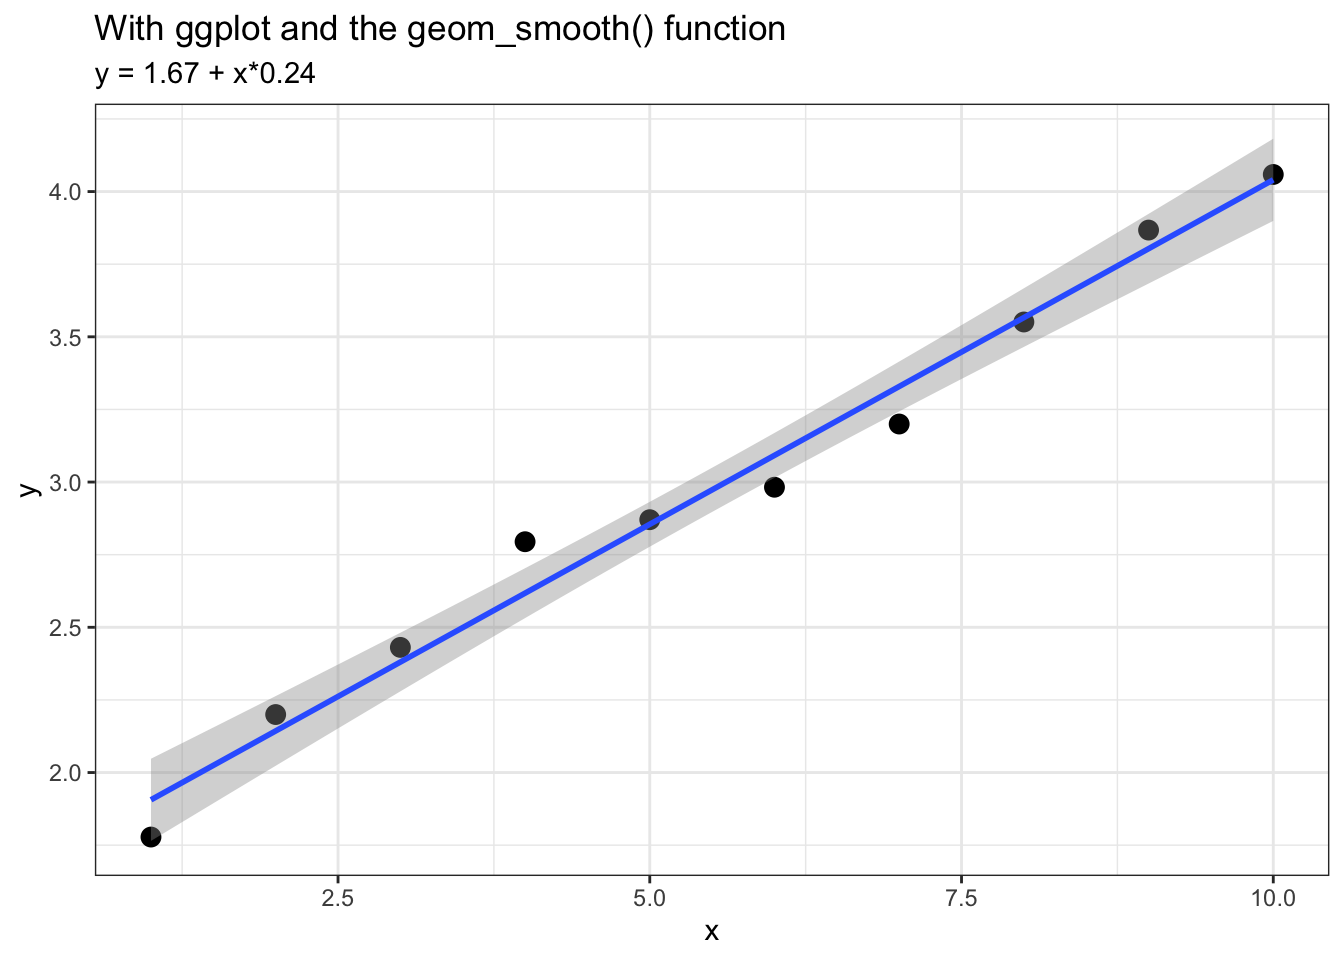 With ggplot and the geom_smooth() function
y = 1.67 + x*0.24
4.0
3.5
3.0
2.5
2.0
y
2.5
5.0
7.5
10.0
x